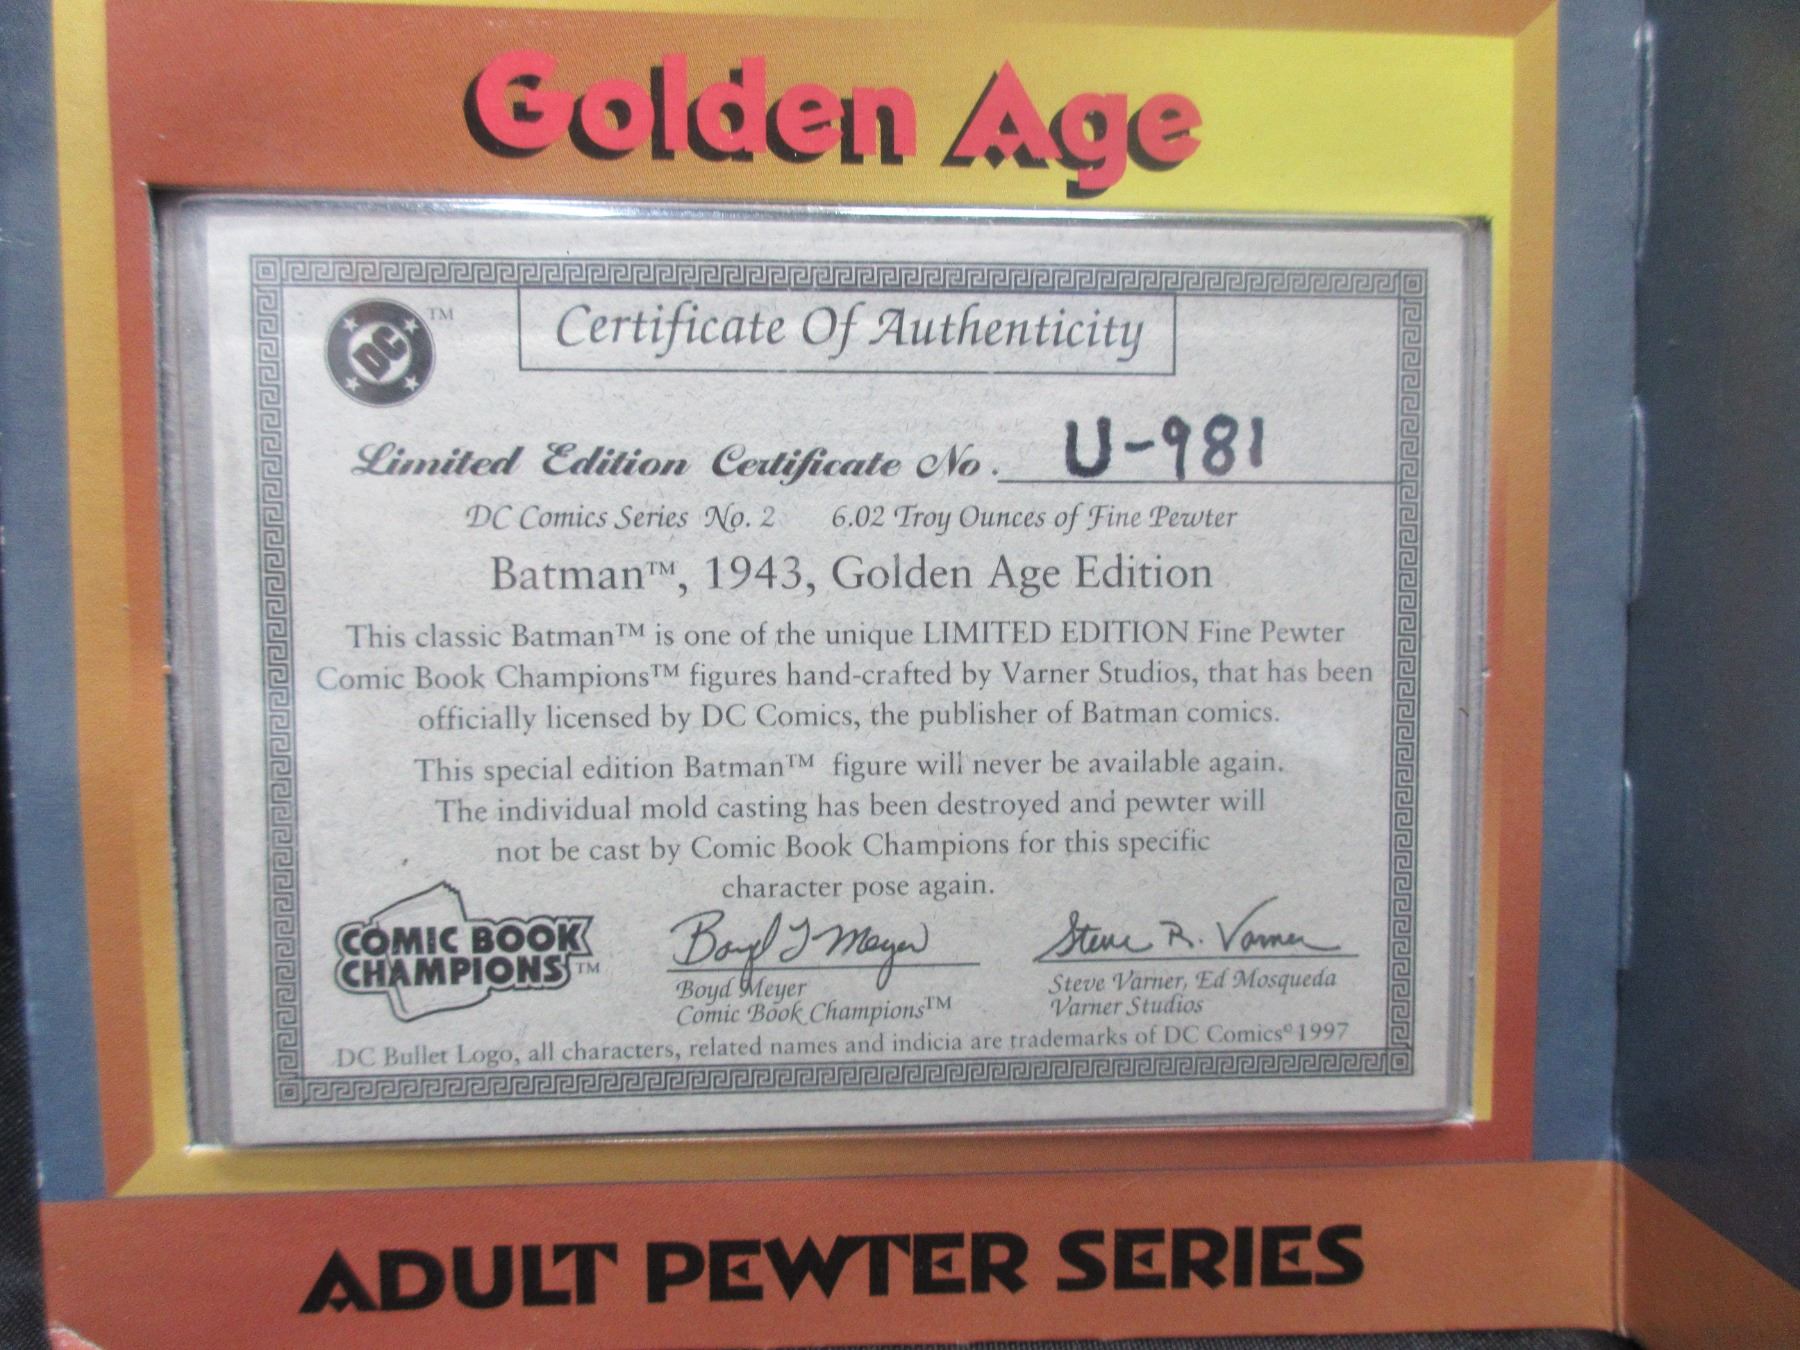 Golden Age
DC™
Certificate Of Authenticity
Limited Edition Certificate No. U-981
DC Comics Series No. 2 6.02 Troy Ounces of Fine Pewter
Batman™, 1943, Golden Age Edition
This classic Batman™ is one of the unique LIMITED EDITION Fine Pewter
Comic Book Champions™ figures hand-crafted by Varner Studios, that has been
officially licensed by DC Comics, the publisher of Batman comics.
This special edition Batman™ figure will never be available again.
The individual mold casting has been destroyed and pewter will
not be cast by Comic Book Champions for this specific
character pose again.
COMIC BOOK
CHAMPIONS™
Boyd J Meyer
Boyd Meyer
Comic Book Champions™
Steve R. Varner
Steve Varner, Ed Mosqueda
Varner Studios
DC Bullet Logo, all characters, related names and indicia are trademarks of DC Comics© 1997
ADULT PEWTER SERIES